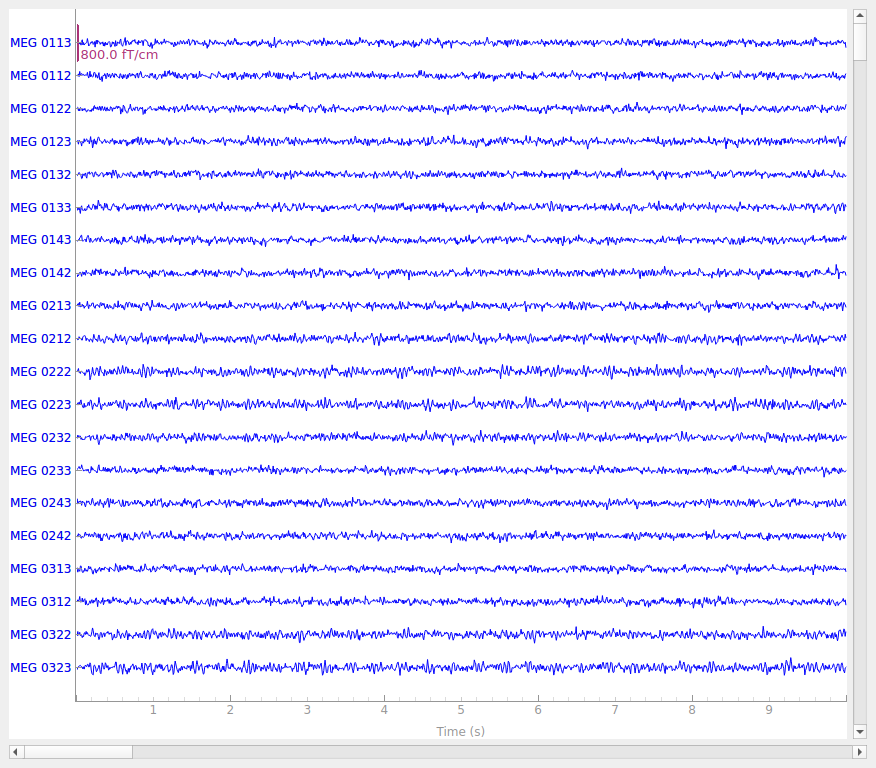 MEG 0113
800.0 fT/cm
MEG 0112
MEG 0122
MEG 0123
MEG 0132
MEG 0133
MEG 0143
MEG 0142
MEG 0213
MEG 0212
MEG 0222
MEG 0223
MEG 0232
MEG 0233
MEG 0243
MEG 0242
MEG 0313
MEG 0312
MEG 0322
MEG 0323
1 2 3 4 5 6 7 8 9
Time (s)